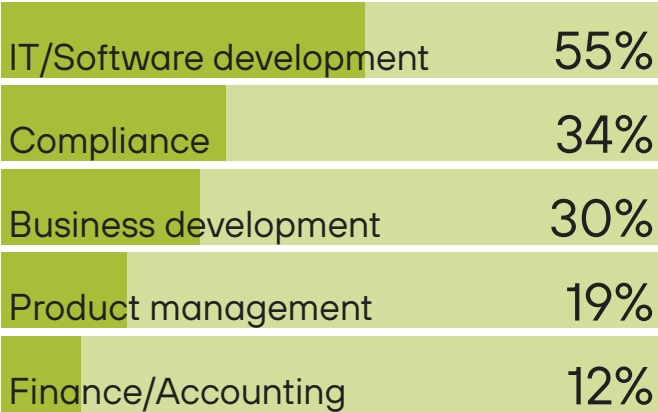 IT/Software development 55%
Compliance 34%
Business development 30%
Product management 19%
Finance/Accounting 12%